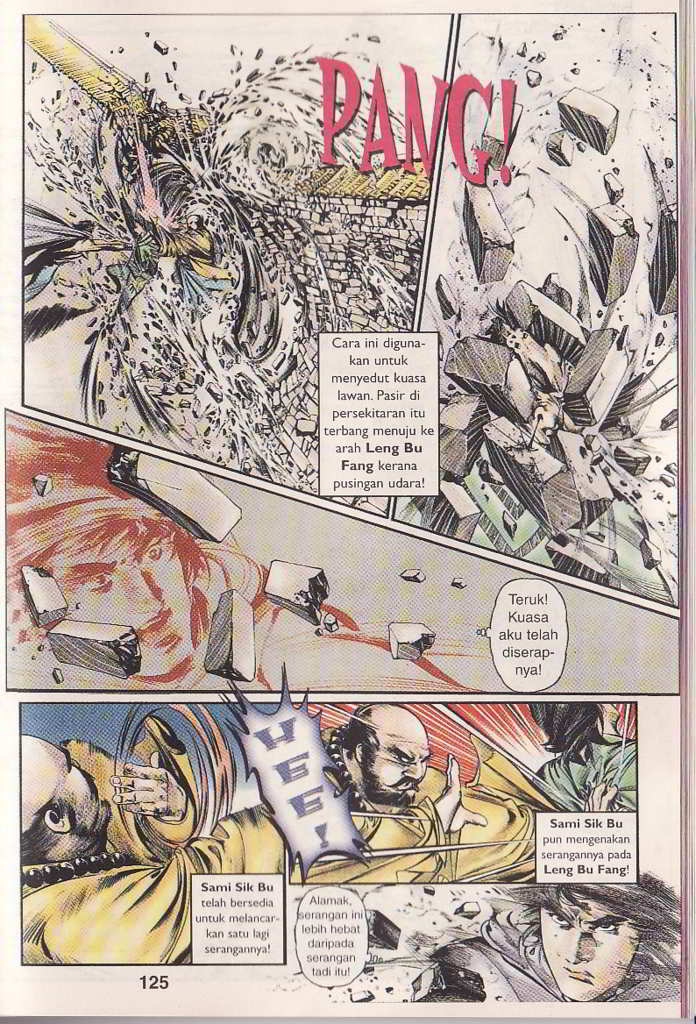 PANG!
Cara ini diguna-
kan untuk
menyedut kuasa
lawan. Pasir di
persekitaran itu
terbang menuju ke
arah Leng Bu
Fang kerana
pusingan udara!
Teruk!
Kuasa
aku telah
diserap-
nya!
HEE!
Sami Sik Bu
telah bersedia
untuk melancar-
kan satu lagi
serangannya!
Sami Sik Bu
pun mengenakan
serangannya pada
Leng Bu Fang!
Alamak,
serangan ini
lebih hebat
daripada
serangan
tadi itu!
125